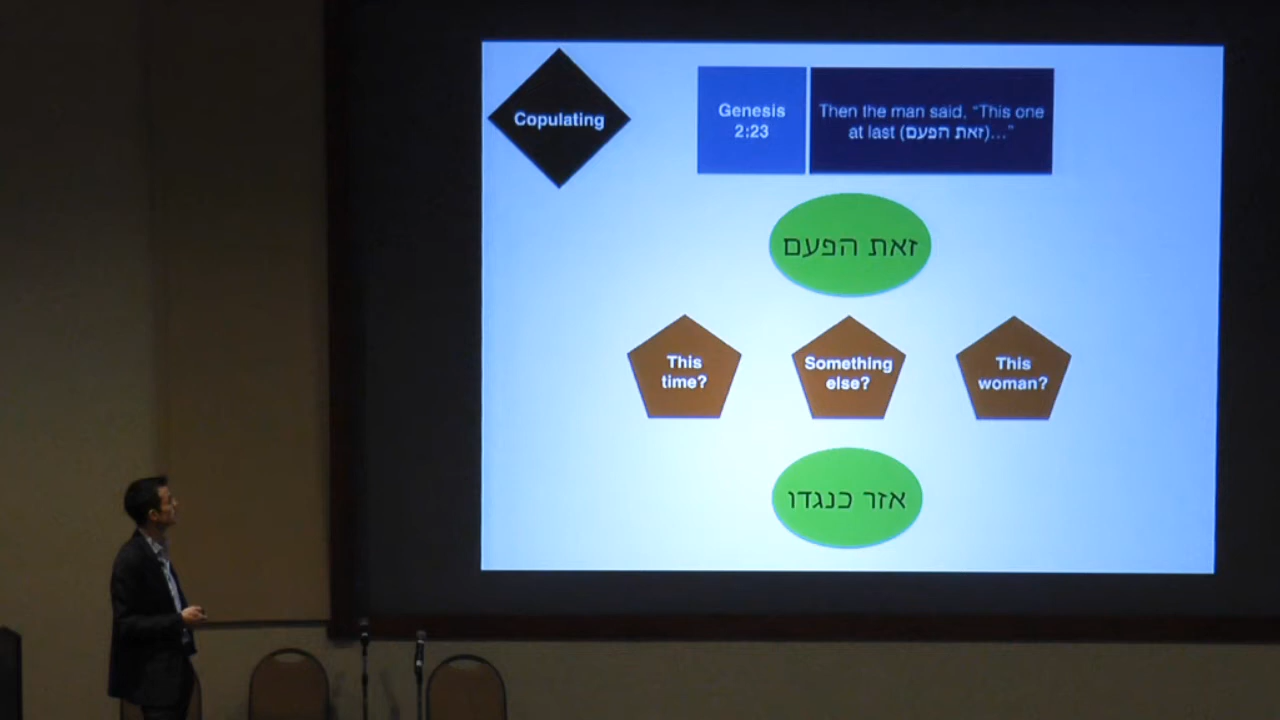 Copulating
Genesis
2:23
Then the man said, “This one
at last (זאת הפעם)…”
זאת הפעם
This
time?
Something
else?
This
woman?
אזר כנגדו